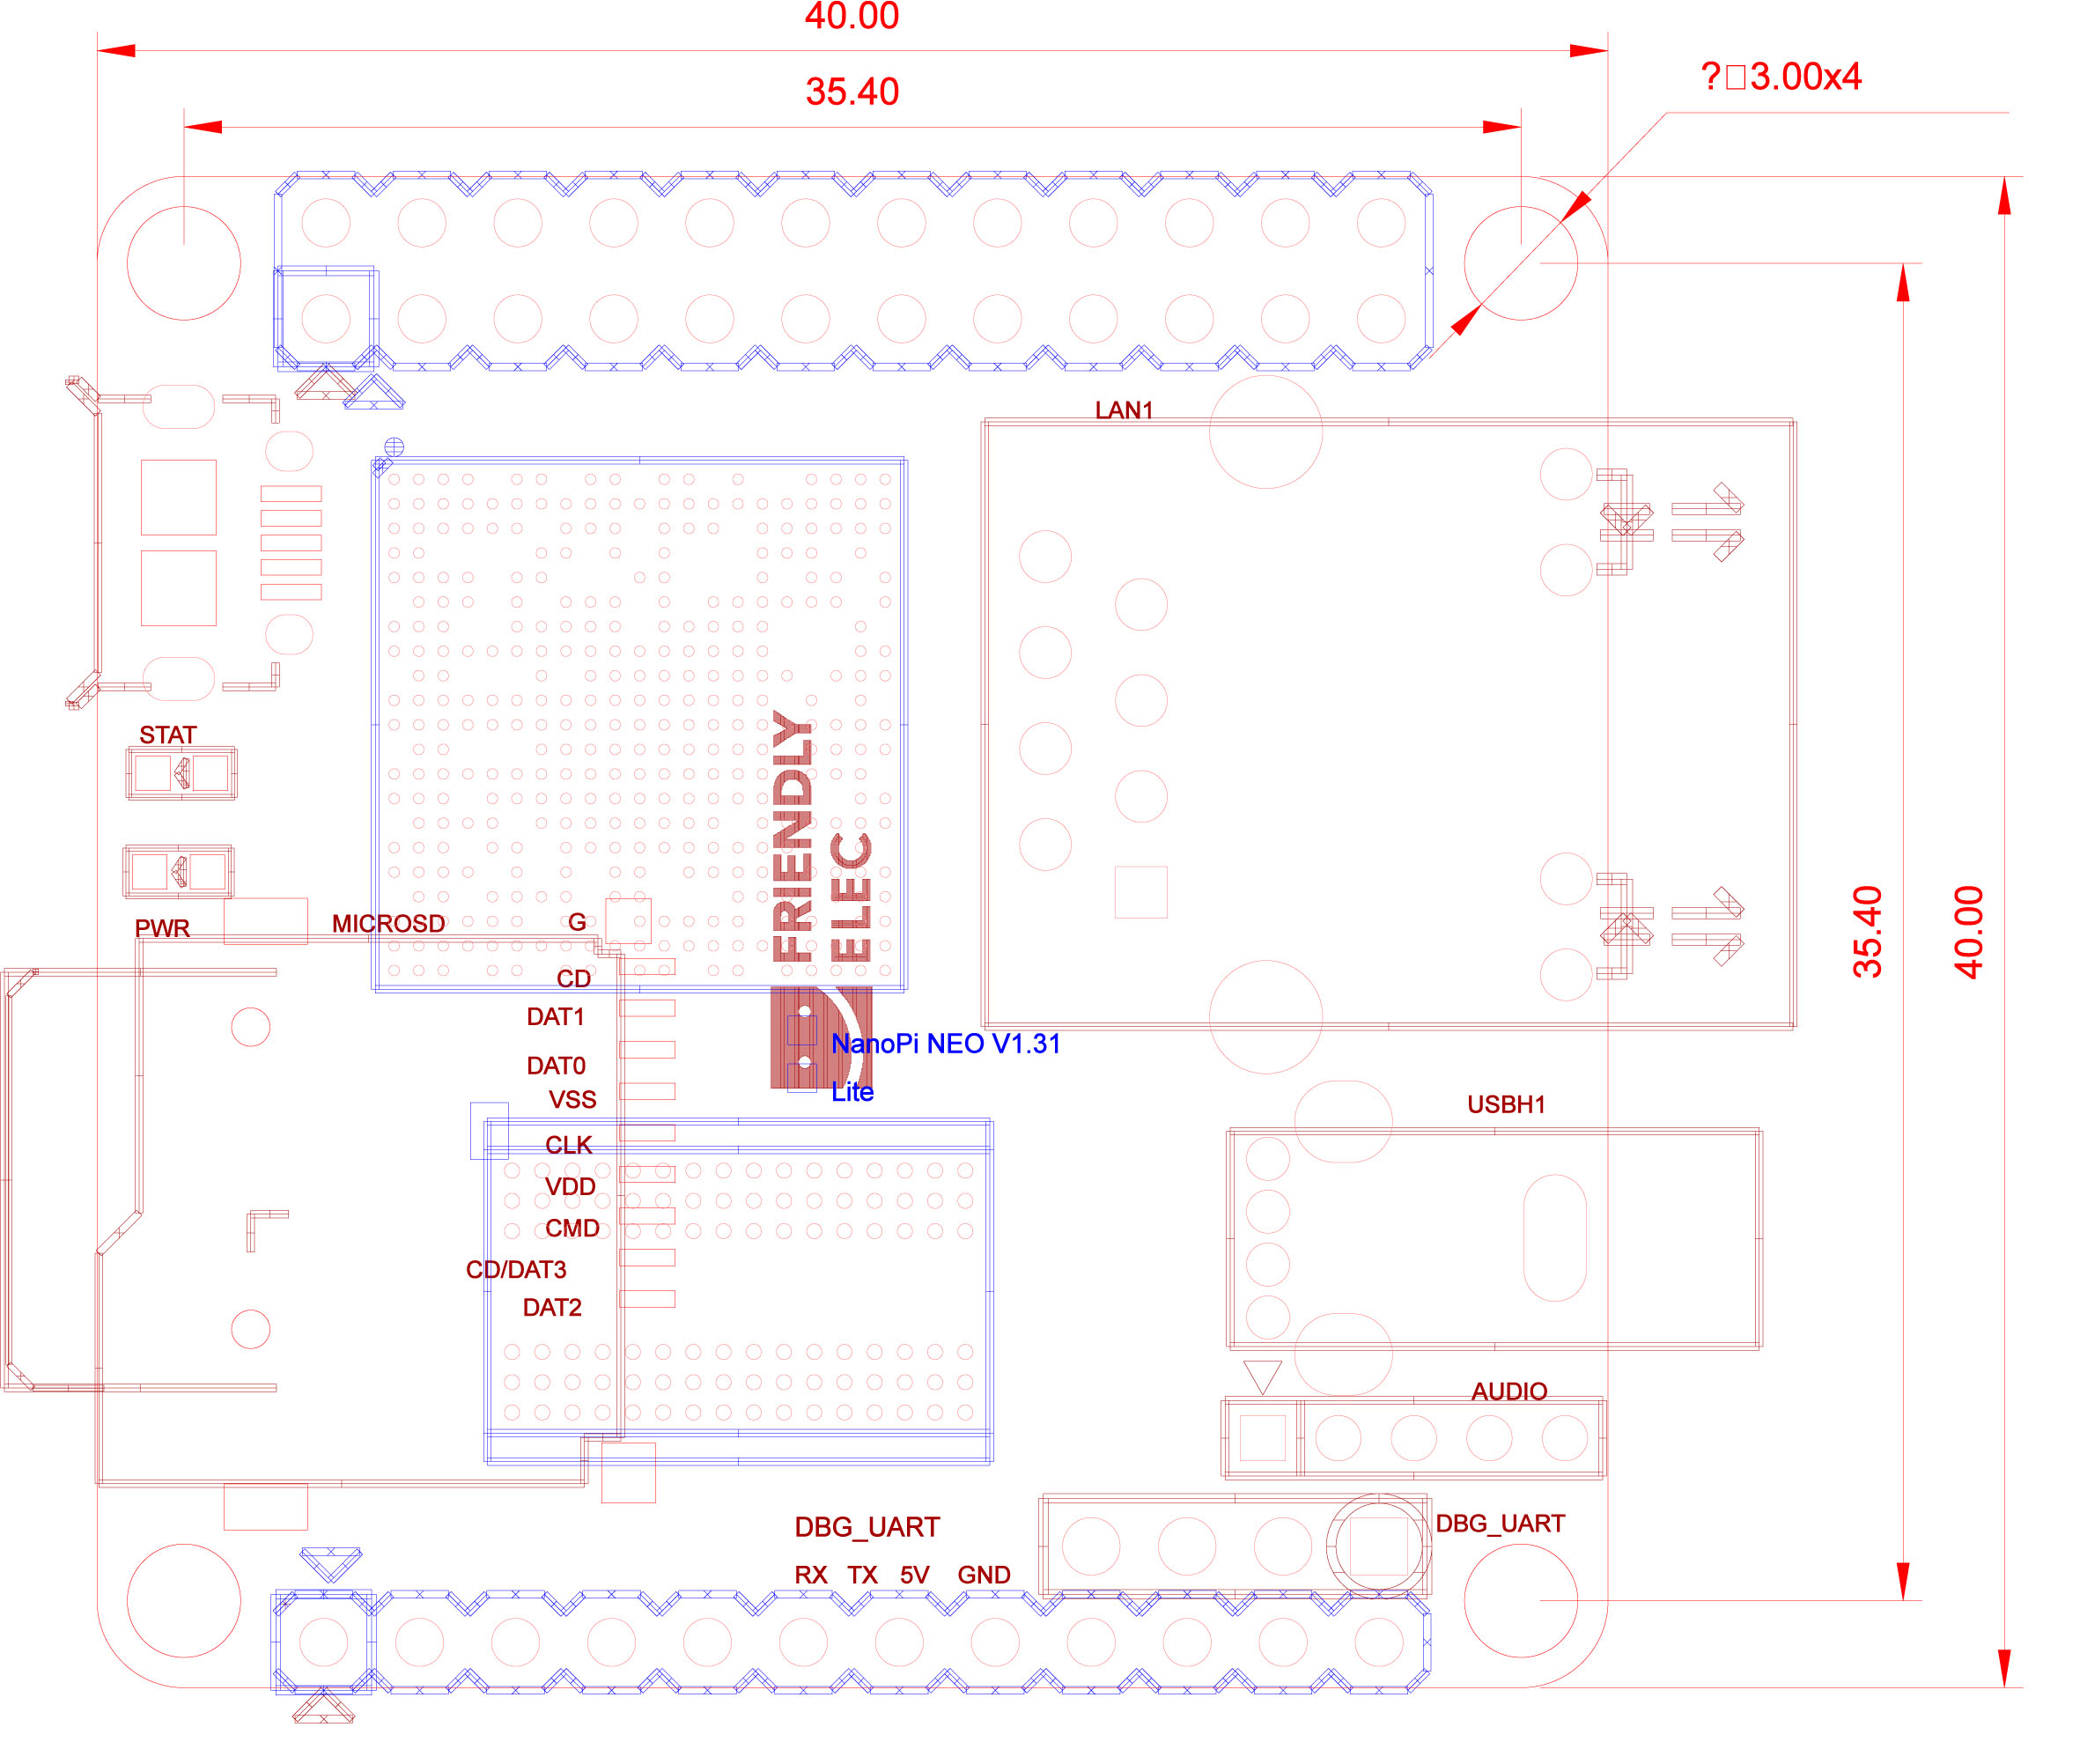 40.00
35.40
?□3.00x4
LAN1
STAT
FRIENDLY
ELEC
PWR
MICROSD
G
35.40
40.00
CD
DAT1
NanoPi NEO V1.31
DAT0
Lite
VSS
USBH1
CLK
VDD
CMD
CD/DAT3
DAT2
AUDIO
DBG_UART
DBG_UART
RX TX 5V GND